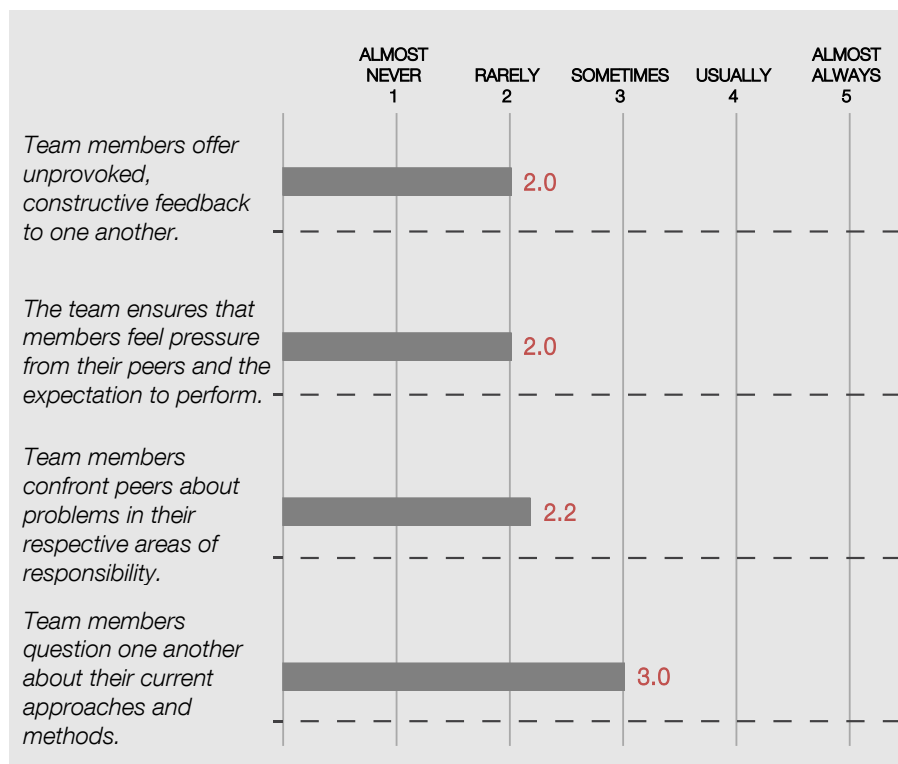 ALMOST NEVER 1
RARELY 2
SOMETIMES 3
USUALLY 4
ALMOST ALWAYS 5
Team members offer
unprovoked,
constructive feedback
to one another.
2.0
The team ensures that
members feel pressure
from their peers and the
expectation to perform.
2.0
Team members
confront peers about
problems in their
respective areas of
responsibility.
2.2
Team members
question one another
about their current
approaches and
methods.
3.0